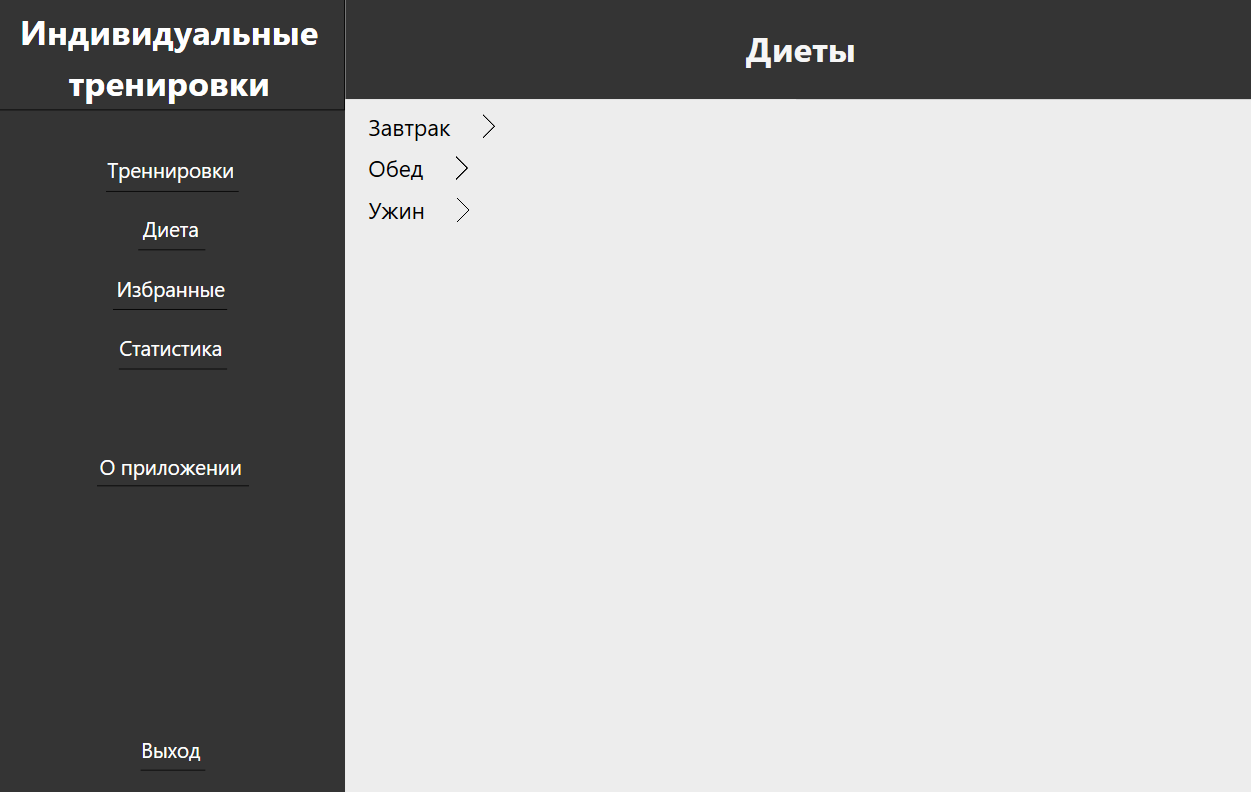 Индивидуальные
тренировки
Треннировки
Диета
Избранные
Статистика
О приложении
Выход
Диеты
Завтрак
Обед
Ужин